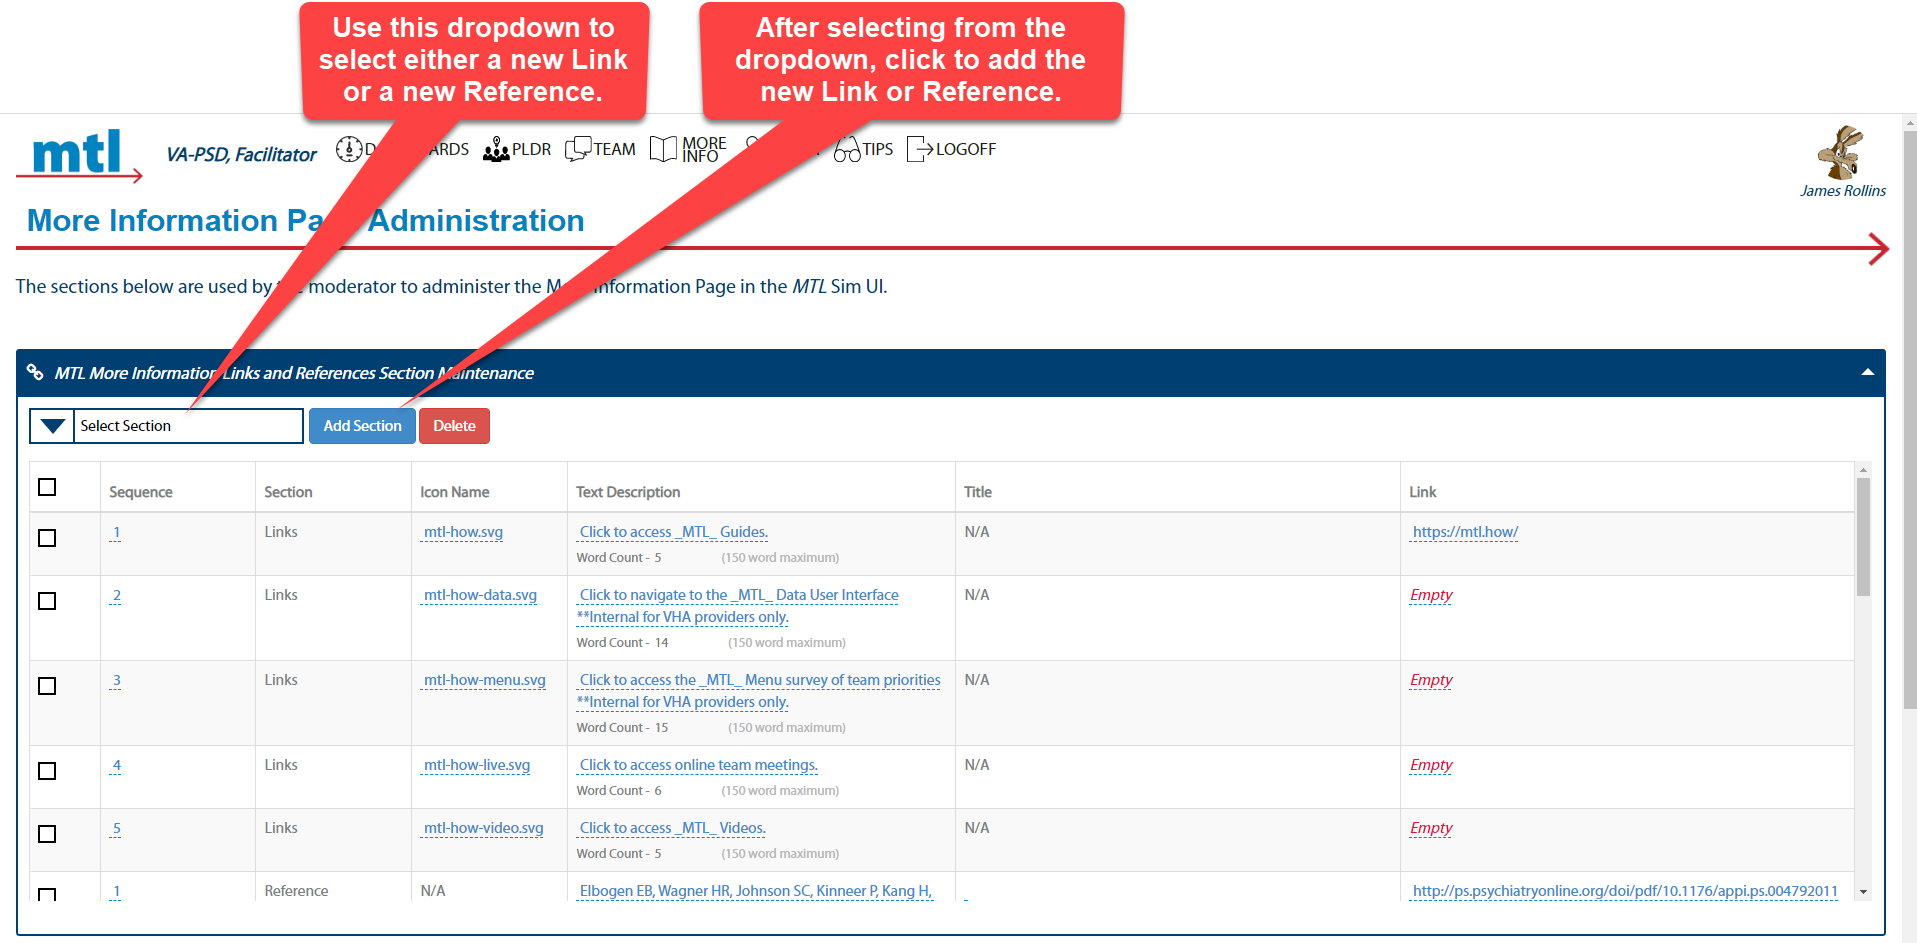 Use this dropdown to
select either a new Link
or a new Reference.
After selecting from the
dropdown, click to add the
new Link or Reference.
mtl
VA-PSD, Facilitator
PLDR
TEAM
MORE
INFO
TIPS
LOGOFF
James Rollins
More Information Administration
The sections below are used by moderator to administer the Information Page in the MTL Sim UI.
MTL More Information Links and References Section Maintenance
Select Section
Add Section
Delete
Sequence Section Icon Name Text Description Title Link
1 Links mtl-how.svg Click to access _MTL_ Guides. N/A https://mtl.how/
Word Count - 5 (150 word maximum)
2 Links mtl-how-data.svg Click to navigate to the _MTL_ Data User Interface N/A Empty
**Internal for VHA providers only.
Word Count - 14 (150 word maximum)
3 Links mtl-how-menu.svg Click to access the _MTL_ Menu survey of team priorities N/A Empty
**Internal for VHA providers only.
Word Count - 15 (150 word maximum)
4 Links mtl-how-live.svg Click to access online team meetings. N/A Empty
Word Count - 6 (150 word maximum)
5 Links mtl-how-video.svg Click to access _MTL_ Videos. N/A Empty
Word Count - 5 (150 word maximum)
1 Reference N/A Elbogen EB, Wagner HR, Johnson SC, Kinneer P, Kang H, http://ps.psychiatryonline.org/doi/pdf/10.1176/appi.ps.004792011